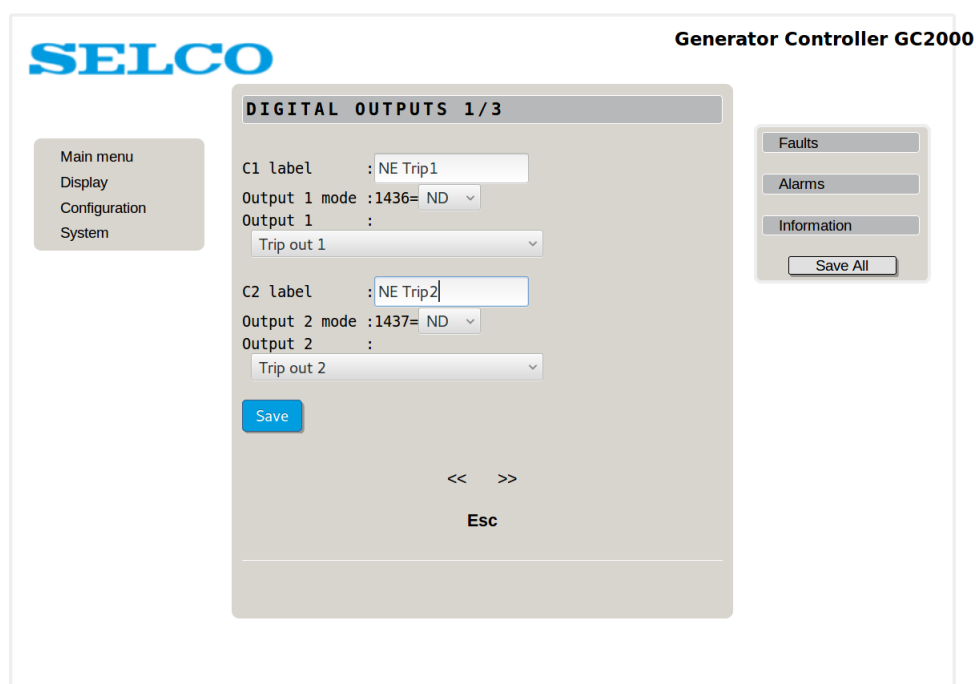 SELCO
Generator Controller GC2000
Main menu
Display
Configuration
System
DIGITAL OUTPUTS 1/3
C1 label :NE Trip1
Output 1 mode :1436= ND
Output 1 :
Trip out 1
C2 label :NE Trip2
Output 2 mode :1437= ND
Output 2 :
Trip out 2
Save
<< >>
Esc
Faults
Alarms
Information
Save All